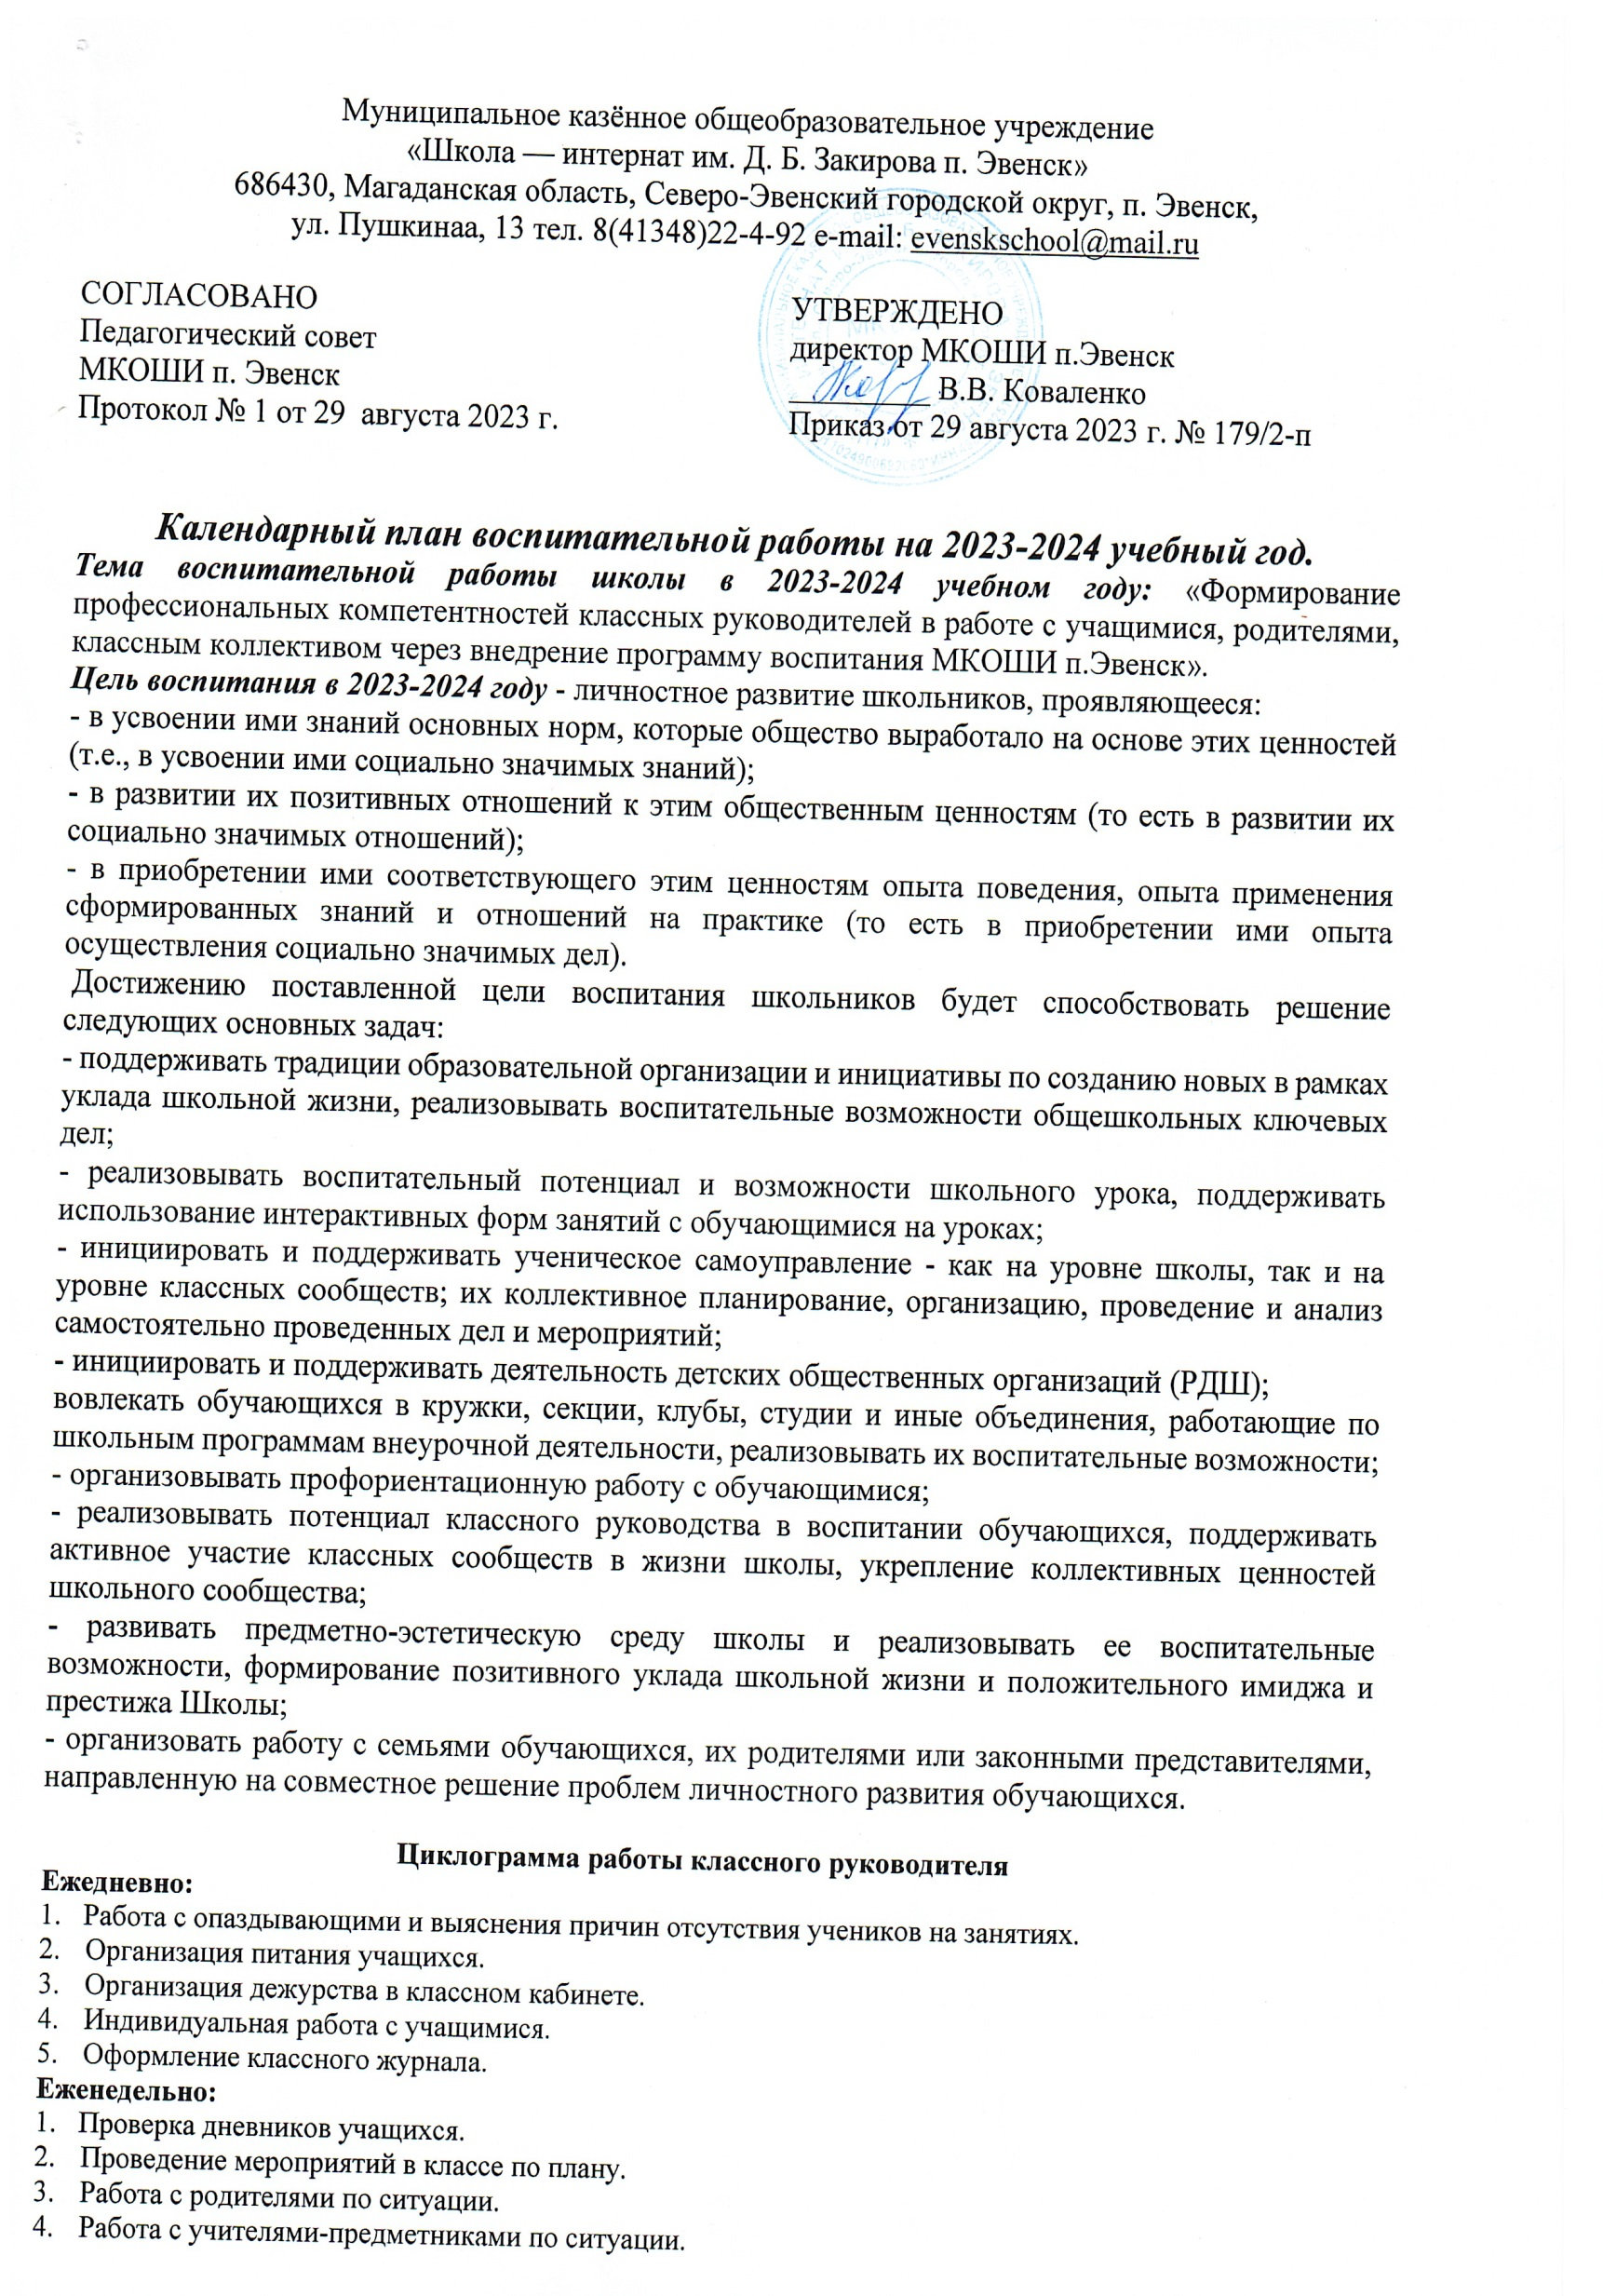 Муниципальное казённое общеобразовательное учреждение
«Школа — интернат им. Д. Б. Закирова п. Эвенск»
686430, Магаданская область, Северо-Эвенский городской округ, п. Эвенск,
ул. Пушкинаа, 13 тел. 8(41348)22-4-92 e-mail: evenskschool@mail.ru
СОГЛАСОВАНО
Педагогический совет
МКОШИ п. Эвенск
Протокол № 1 от 29 августа 2023 г.
УТВЕРЖДЕНО
директор МКОШИ п.Эвенск
В.В. Коваленко
Приказ от 29 августа 2023 г. № 179/2-п
Календарный план воспитательной работы на 2023-2024 учебный год.
Тема воспитательной работы школы в 2023-2024 учебном году: «Формирование
профессиональных компетентностей классных руководителей в работе с учащимися, родителями,
классным коллективом через внедрение программу воспитания МКОШИ п.Эвенск».
Цель воспитания в 2023-2024 году - личностное развитие школьников, проявляющееся:
- в усвоении ими знаний основных норм, которые общество выработало на основе этих ценностей
(т.е., в усвоении ими социально значимых знаний);
- в развитии их позитивных отношений к этим общественным ценностям (то есть в развитии их
социально значимых отношений);
- в приобретении ими соответствующего этим ценностям опыта поведения, опыта применения
сформированных знаний и отношений на практике (то есть в приобретении ими опыта
осуществления социально значимых дел).
Достижению поставленной цели воспитания школьников будет способствовать решение
следующих основных задач:
- поддерживать традиции образовательной организации и инициативы по созданию новых в рамках
уклада школьной жизни, реализовывать воспитательные возможности общешкольных ключевых
дел;
- реализовывать воспитательный потенциал и возможности школьного урока, поддерживать
использование интерактивных форм занятий с обучающимися на уроках;
- инициировать и поддерживать ученическое самоуправление - как на уровне школы, так и на
уровне классных сообществ; их коллективное планирование, организацию, проведение и анализ
самостоятельно проведенных дел и мероприятий;
- инициировать и поддерживать деятельность детских общественных организаций (РДШ);
вовлекать обучающихся в кружки, секции, клубы, студии и иные объединения, работающие по
школьным программам внеурочной деятельности, реализовывать их воспитательные возможности;
- организовывать профориентационную работу с обучающимися;
- реализовывать потенциал классного руководства в воспитании обучающихся, поддерживать
активное участие классных сообществ в жизни школы, укрепление коллективных ценностей
школьного сообщества;
- развивать предметно-эстетическую среду школы и реализовывать ее воспитательные
возможности, формирование позитивного уклада школьной жизни и положительного имиджа и
престижа Школы;
- организовать работу с семьями обучающихся, их родителями или законными представителями,
направленную на совместное решение проблем личностного развития обучающихся.
Циклограмма работы классного руководителя
Ежедневно:
1. Работа с опаздывающими и выяснения причин отсутствия учеников на занятиях.
2. Организация питания учащихся.
3. Организация дежурства в классном кабинете.
4. Индивидуальная работа с учащимися.
5. Оформление классного журнала.
Еженедельно:
1. Проверка дневников учащихся.
2. Проведение мероприятий в классе по плану.
3. Работа с родителями по ситуации.
4. Работа с учителями-предметниками по ситуации.